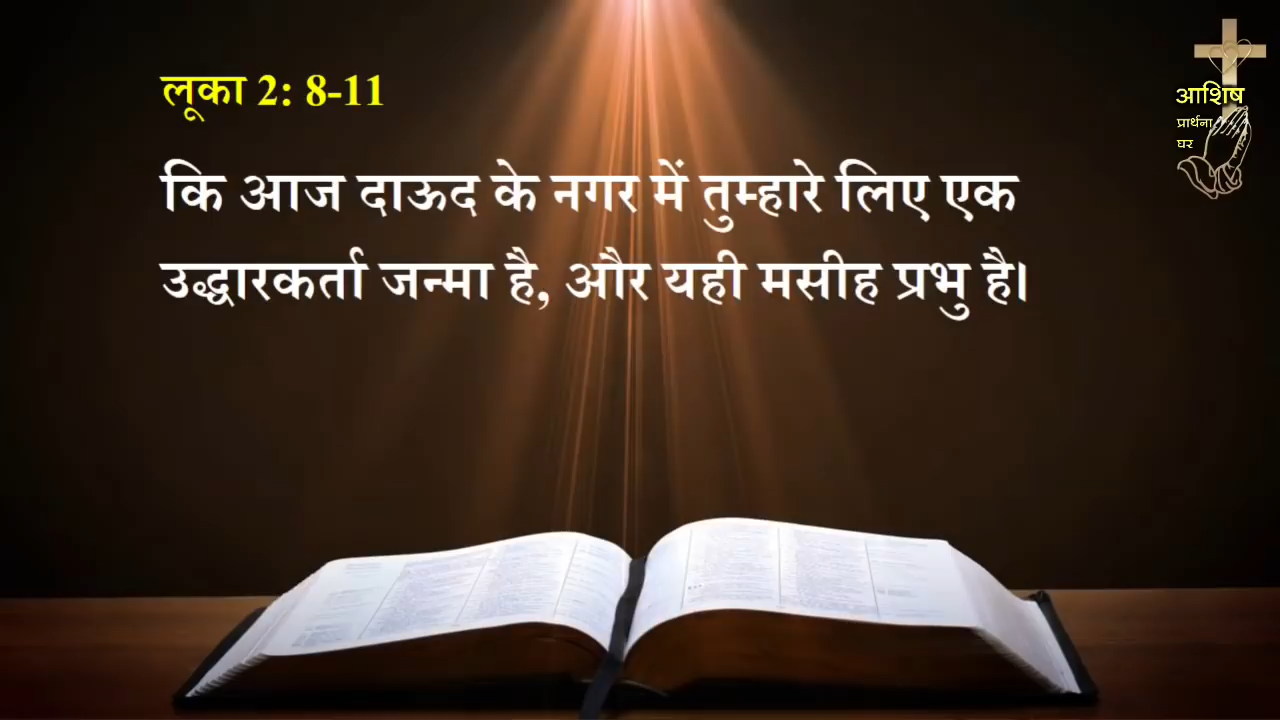 लूका 2: 8-11
कि आज दाऊद के नगर में तुम्हारे लिए एक
उद्धारकर्ता जन्मा है, और यही मसीह प्रभु है।
आशिष
प्रार्थना
घर